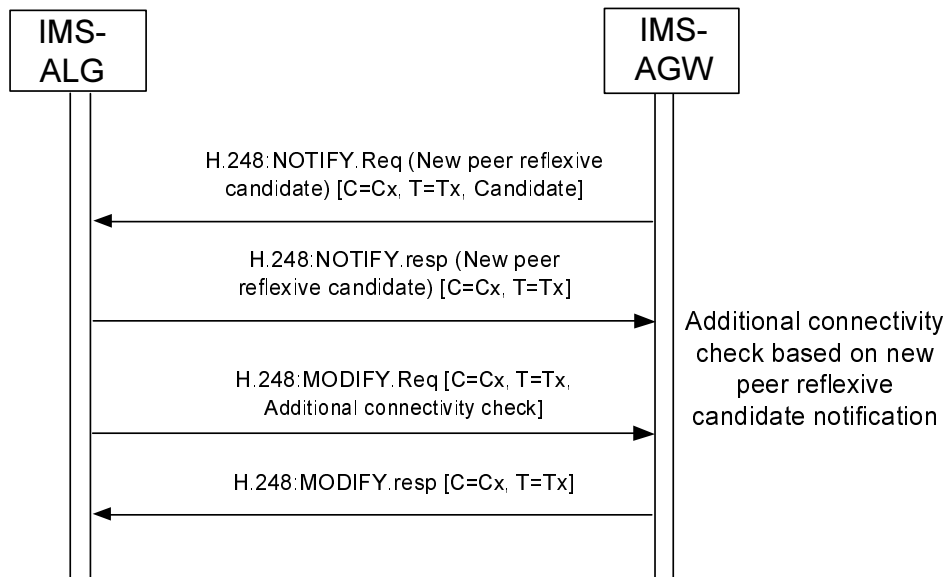 IMS-
ALG
IMS-
AGW
H.248:NOTIFY.Req (New peer reflexive
candidate) [C=Cx, T=Tx, Candidate]
H.248:NOTIFY.resp (New peer
reflexive candidate) [C=Cx, T=Tx]
H.248:MODIFY.Req [C=Cx, T=Tx,
Additional connectivity check]
H.248:MODIFY.resp [C=Cx, T=Tx]
Additional connectivity
check based on new
peer reflexive
candidate notification